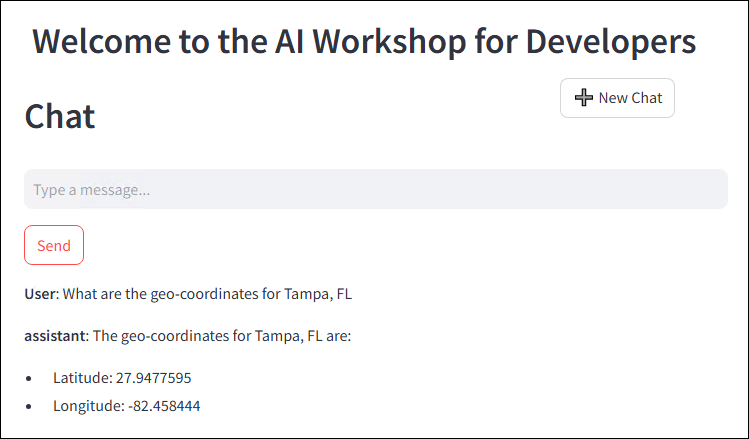 Welcome to the AI Workshop for Developers
New Chat
Chat
Type a message...
Send
User: What are the geo-coordinates for Tampa, FL
assistant: The geo-coordinates for Tampa, FL are:
• Latitude: 27.9477595
• Longitude: -82.458444